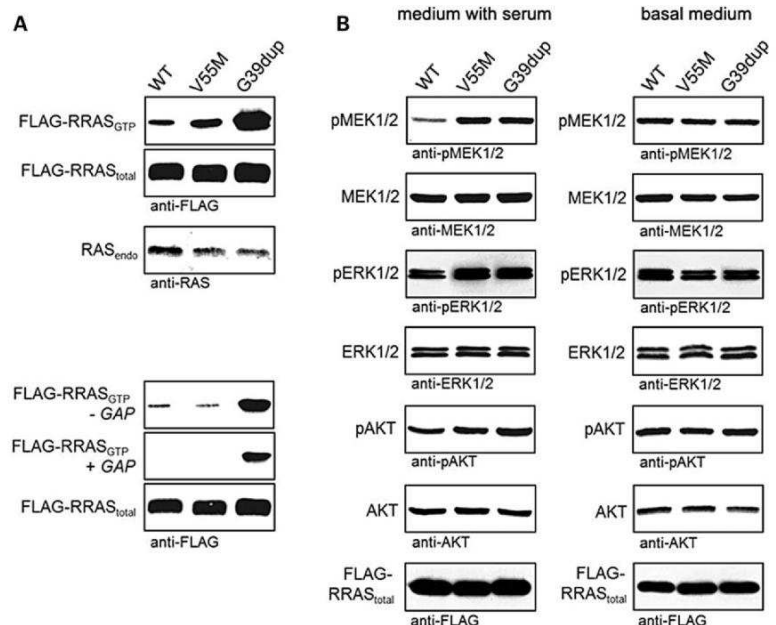 A
WT
V55M
G39dup
FLAG-RRASGTP
FLAG-RRAStotal
anti-FLAG
RASendo
anti-RAS
FLAG-RRASGTP
- GAP
FLAG-RRASGTP
+ GAP
FLAG-RRAStotal
anti-FLAG
B
medium with serum
WT
V55M
G39dup
pMEK1/2
anti-pMEK1/2
MEK1/2
anti-MEK1/2
pERK1/2
anti-pERK1/2
ERK1/2
anti-ERK1/2
pAKT
anti-pAKT
AKT
anti-AKT
FLAG-
RRAStotal
anti-FLAG
basal medium
WT
V55M
G39dup
pMEK1/2
anti-pMEK1/2
MEK1/2
anti-MEK1/2
pERK1/2
anti-pERK1/2
ERK1/2
anti-ERK1/2
pAKT
anti-pAKT
AKT
anti-AKT
FLAG-
RRAStotal
anti-FLAG